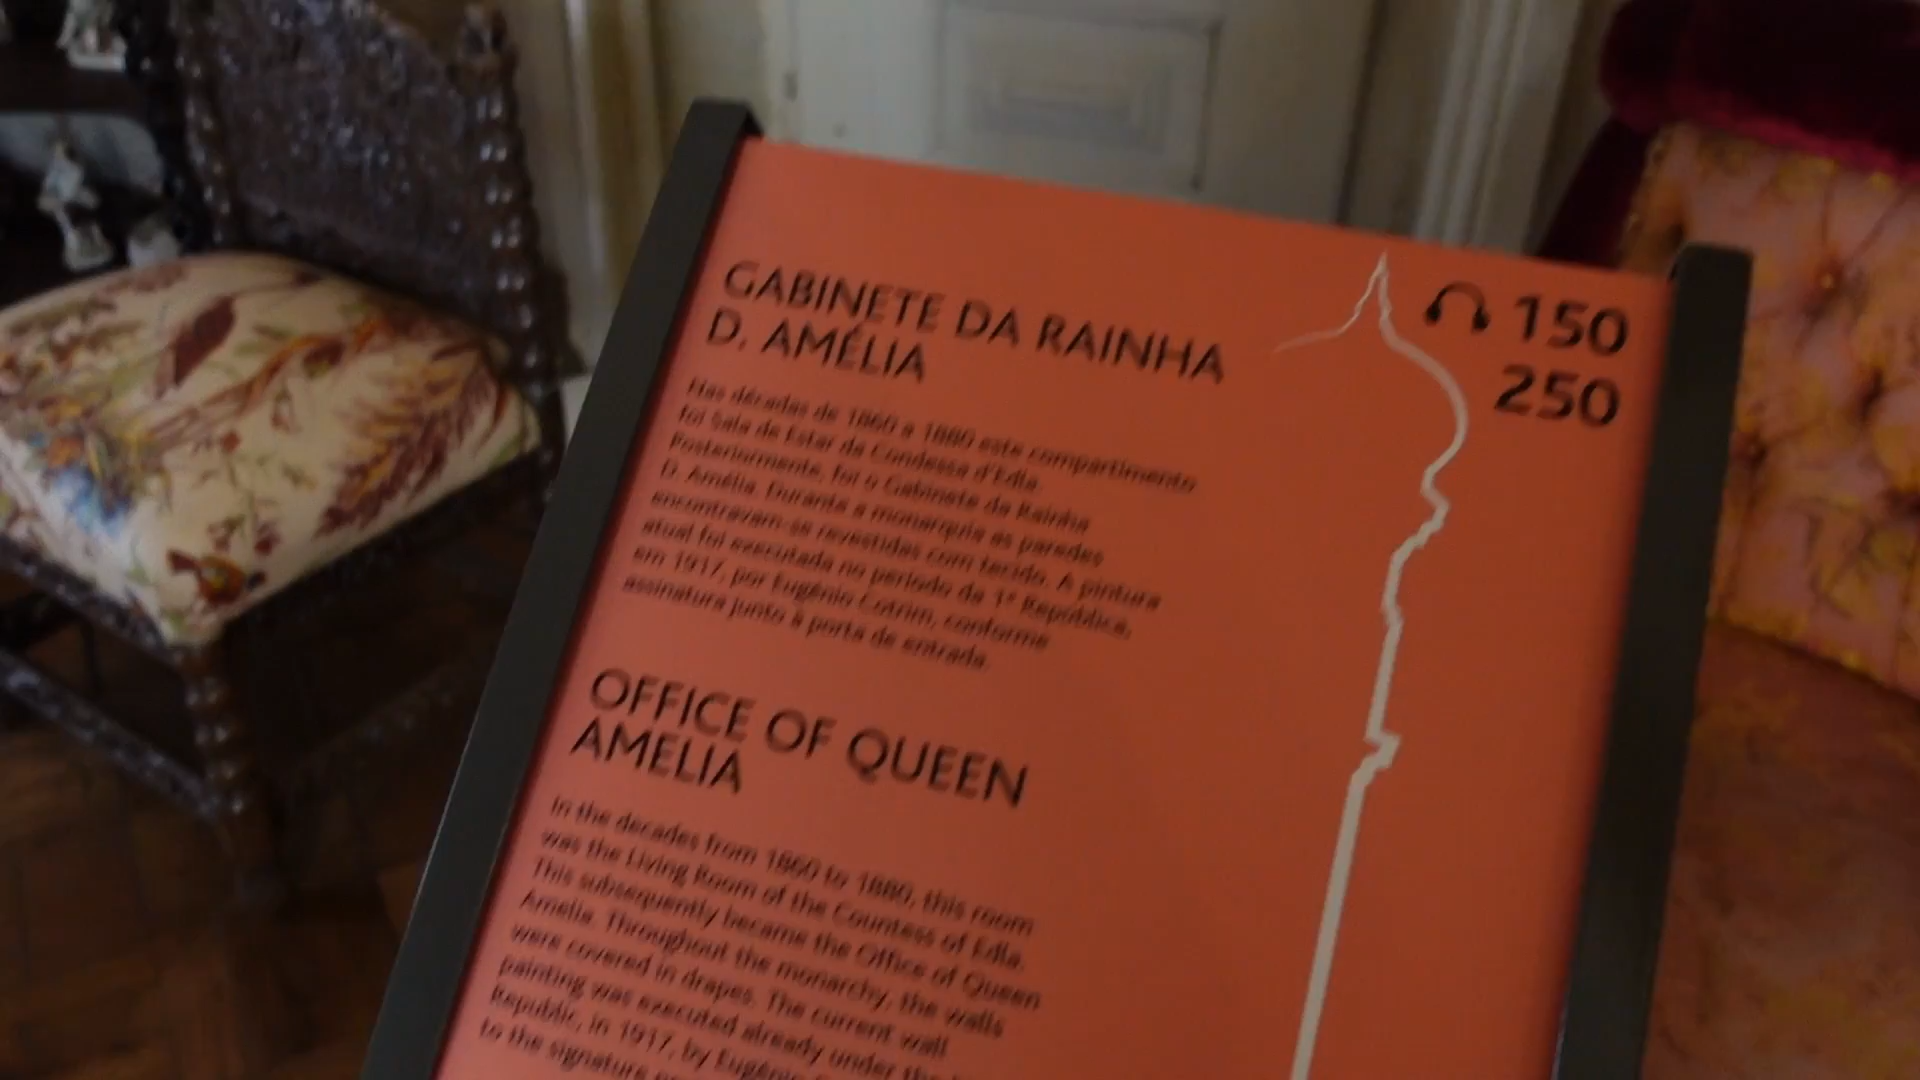 GABINETE DA RAINHA
D. AMÉLIA
150
250
Nas décadas de 1860 a 1880 este compartimento
foi Sala de Estar da Condessa d'Edla.
Posteriormente, foi o Gabinete da Rainha
D. Amélia. Durante a monarquia as paredes
encontravam-se revestidas com tecido. A pintura
atual foi executada no período da 1ª República,
em 1917, por Eugénio Cotrim, conforme
assinatura junto à porta de entrada.
OFFICE OF QUEEN
AMELIA
In the decades from 1860 to 1880, this room
was the Living Room of the Countess of Edla.
This subsequently became the Office of Queen
Amelia. Throughout the monarchy, the walls
were covered in drapes. The current wall
painting was executed already under the
Republic, in 1917, by Eugénio
to the signature